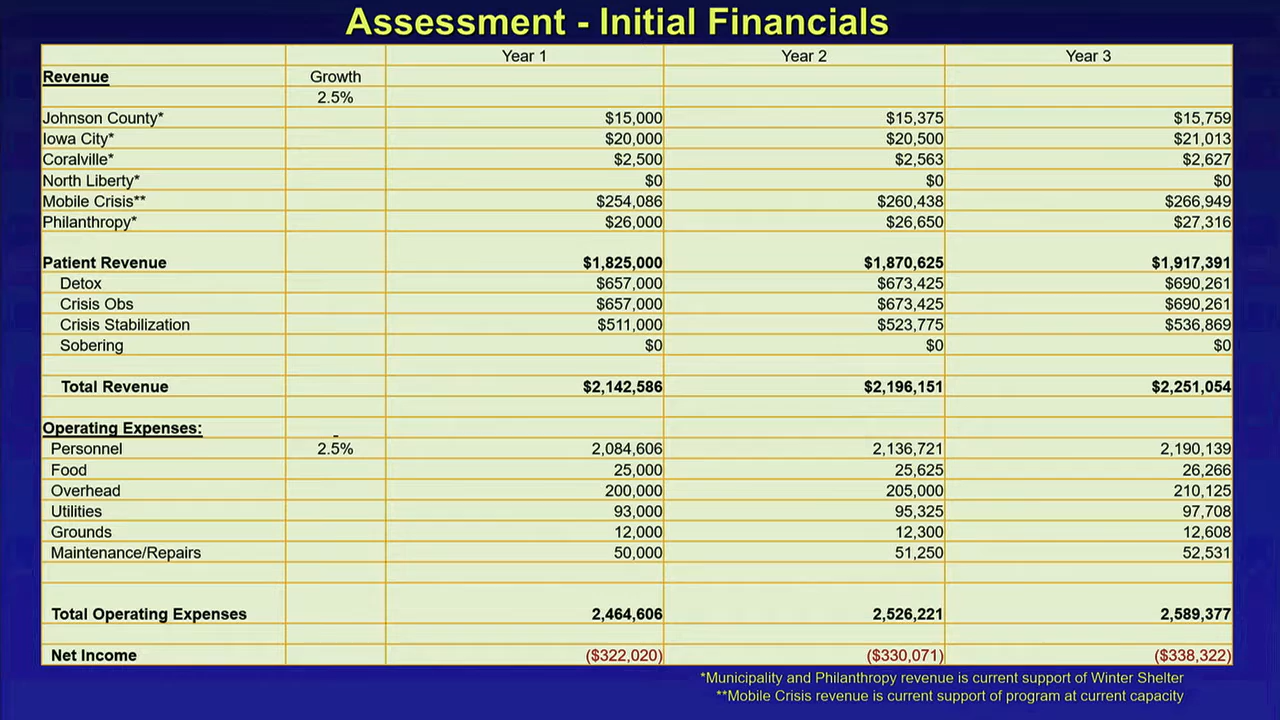 Assessment - Initial Financials
Year 1 Year 2 Year 3
Revenue Growth
2.5%
Johnson County* $15,000 $15,375 $15,759
Iowa City* $20,000 $20,500 $21,013
Coralville* $2,500 $2,563 $2,627
North Liberty* $0 $0 $0
Mobile Crisis** $254,086 $260,438 $266,949
Philanthropy* $26,000 $26,650 $27,316
Patient Revenue $1,825,000 $1,870,625 $1,917,391
Detox $657,000 $673,425 $690,261
Crisis Obs $657,000 $673,425 $690,261
Crisis Stabilization $511,000 $523,775 $536,869
Sobering $0 $0 $0
Total Revenue $2,142,586 $2,196,151 $2,251,054
Operating Expenses: -
Personnel 2.5% 2,084,606 2,136,721 2,190,139
Food 25,000 25,625 26,266
Overhead 200,000 205,000 210,125
Utilities 93,000 95,325 97,708
Grounds 12,000 12,300 12,608
Maintenance/Repairs 50,000 51,250 52,531
Total Operating Expenses 2,464,606 2,526,221 2,589,377
Net Income ($322,020) ($330,071) ($338,322)
*Municipality and Philanthropy revenue is current support of Winter Shelter
**Mobile Crisis revenue is current support of program at current capacity